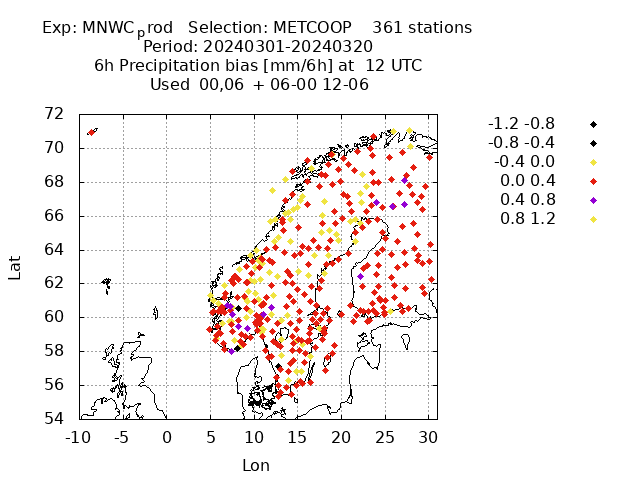 Exp: MNWC_prod   Selection: METCOOP    361 stations
Period: 20240301-20240320
6h Precipitation bias [mm/6h] at  12 UTC
Used  00,06  + 06-00 12-06
-1.2 -0.8
-0.8 -0.4
-0.4 0.0
0.0 0.4
0.4 0.8
0.8 1.2
72
70
68
66
64
62
60
58
56
54
Lat
-10 -5 0 5 10 15 20 25 30
Lon